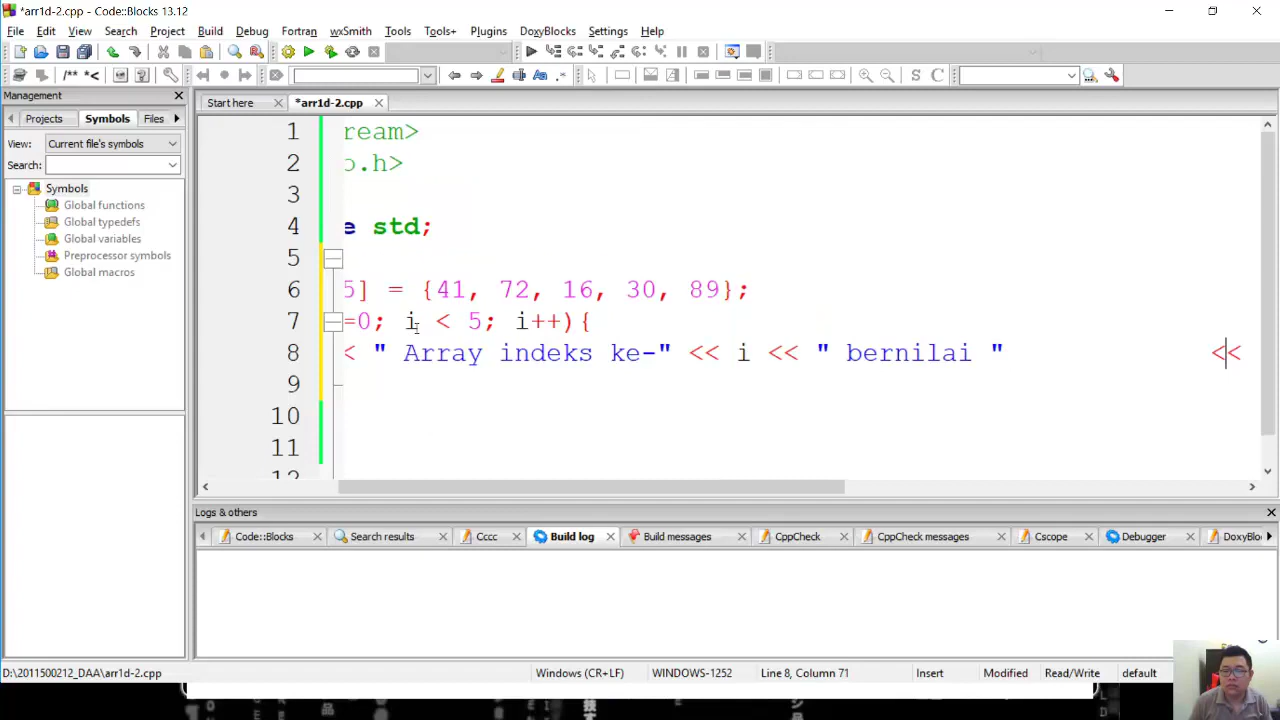 *arr1d-2.cpp - Code::Blocks 13.12
File Edit View Search Project Build Debug Fortran wxSmith Tools Tools+ Plugins DoxyBlocks Settings Help
/** *<
S C
Management
Start here *arr1d-2.cpp
Projects Symbols Files
View: Current file's symbols
Search:
Symbols
Global functions
Global typedefs
Global variables
Preprocessor symbols
Global macros
1 ream>
2 o.h>
3
4 e std;
5
6 5] = {41, 72, 16, 30, 89};
7 =0; i < 5; i++){
8 < " Array indeks ke-" << i << " bernilai " <<
9
10
11
12
Logs & others
Code::Blocks Search results Cccc Build log Build messages CppCheck CppCheck messages Cscope Debugger DoxyBlo
D:\2011500212_DAA\arr1d-2.cpp Windows (CR+LF) WINDOWS-1252 Line 8, Column 71 Insert Modified Read/Write default